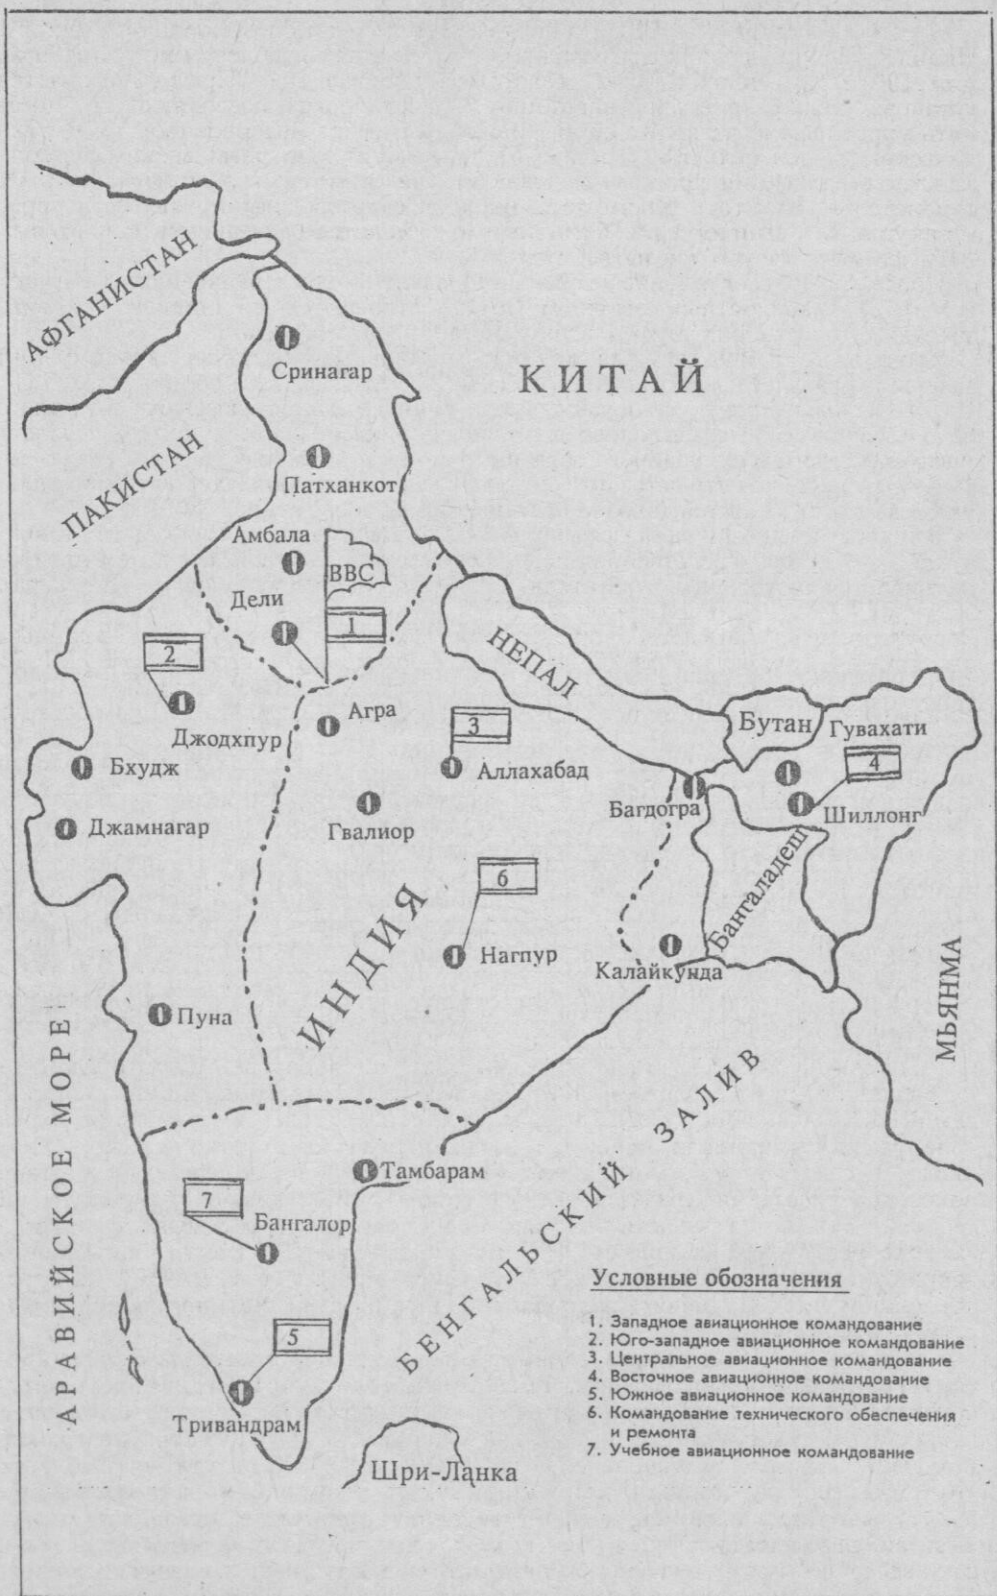 АФГАНИСТАН
Сринагар
КИТАЙ
ПАКИСТАН
Патханкот
Амбала
ВВС
Дели
1
2
НЕПАЛ
Джодхпур
Агра
3
Бутан
Гувахати
Бхудж
Аллахабад
4
Багдогра
Шиллонг
Джамнагар
Гвалиор
Бангаладеш
6
ИНДИЯ
Нагпур
Калайкунда
МЬЯНМА
Пуна
АРАВИЙСКОЕ МОРЕ
БЕНГАЛЬСКИЙ ЗАЛИВ
Тамбарам
7
Бангалор
5
Тривандрам
Шри-Ланка
Условные обозначения
1. Западное авиационное командование
2. Юго-западное авиационное командование
3. Центральное авиационное командование
4. Восточное авиационное командование
5. Южное авиационное командование
6. Командование технического обеспечения
и ремонта
7. Учебное авиационное командование